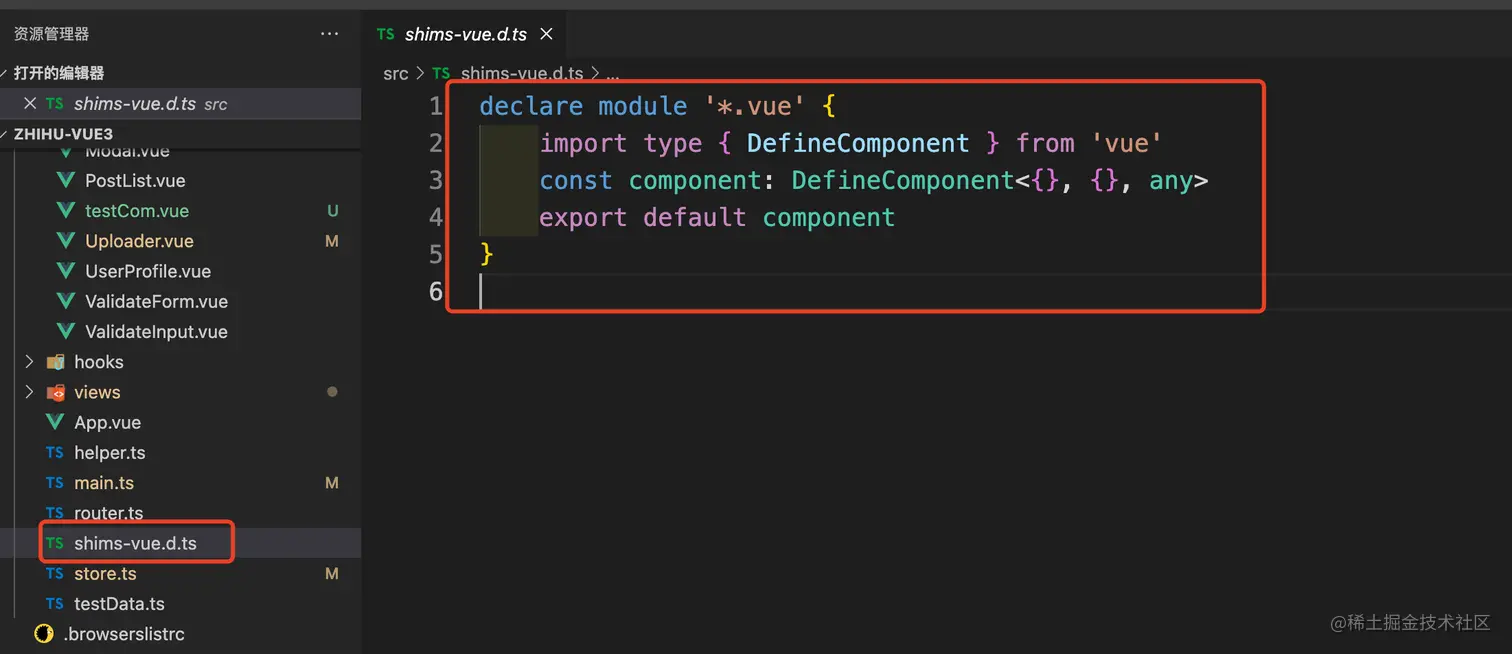 资源管理器 ...
打开的编辑器
TS shims-vue.d.ts src
ZHIHU-VUE3
Modal.vue
PostList.vue
testCom.vue U
Uploader.vue M
UserProfile.vue
ValidateForm.vue
ValidateInput.vue
hooks
views
App.vue
TS helper.ts
TS main.ts M
TS router.ts
TS shims-vue.d.ts
TS store.ts M
TS testData.ts
.browserslistrc
TS shims-vue.d.ts
src > TS shims-vue.d.ts > ...
1 declare module '*.vue' {
2 import type { DefineComponent } from 'vue'
3 const component: DefineComponent<{}, {}, any>
4 export default component
5 }
6
@稀土掘金技术社区